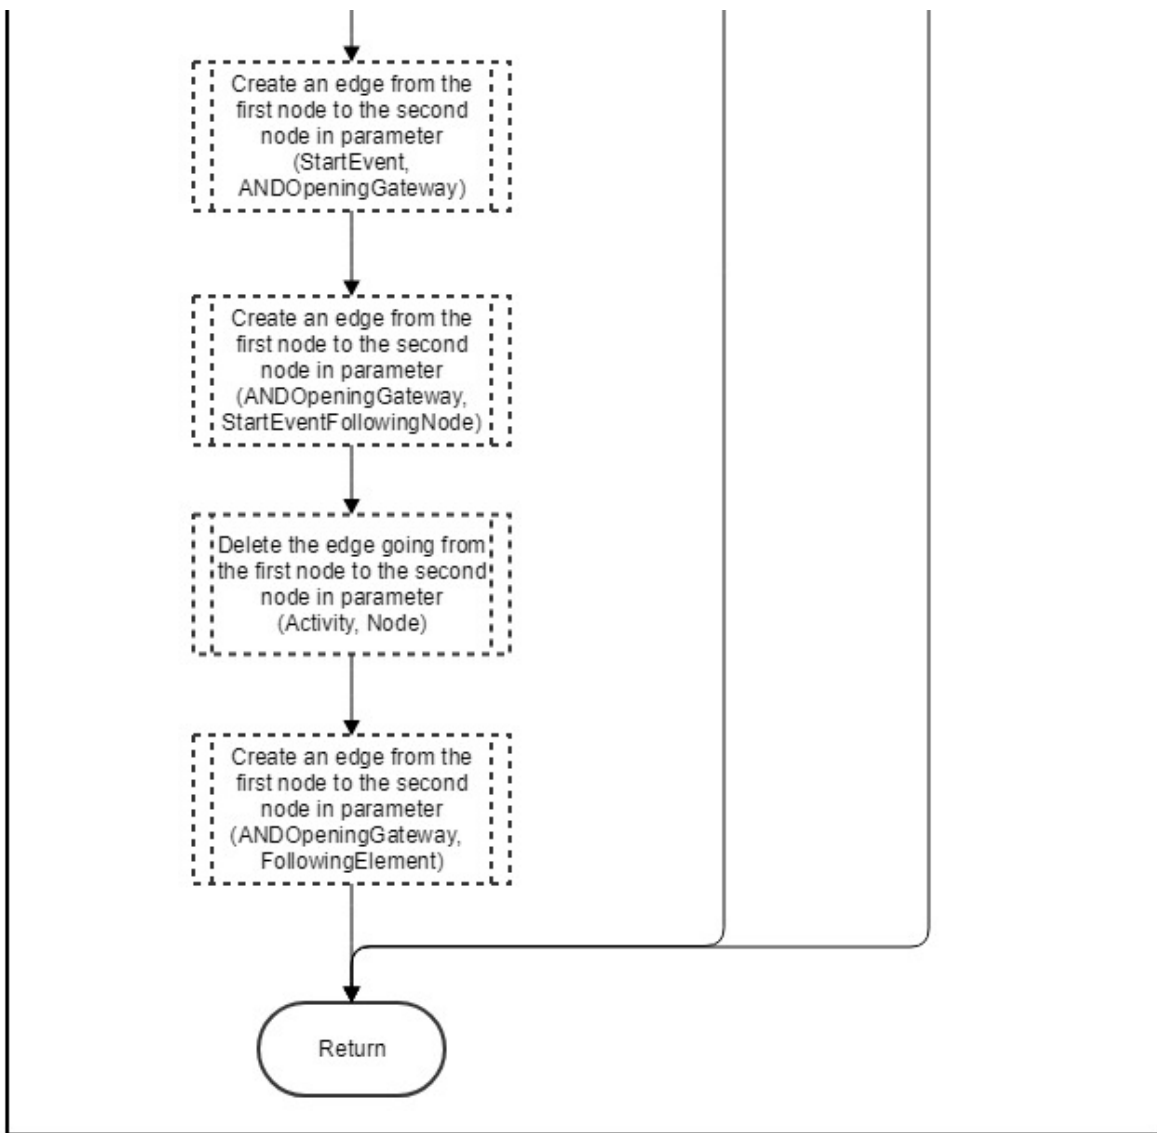 Create an edge from the
first node to the second
node in parameter
(StartEvent,
ANDOpeningGateway)
Create an edge from the
first node to the second
node in parameter
(ANDOpeningGateway,
StartEventFollowingNode)
Delete the edge going from
the first node to the second
node in parameter
(Activity, Node)
Create an edge from the
first node to the second
node in parameter
(ANDOpeningGateway,
FollowingElement)
Return